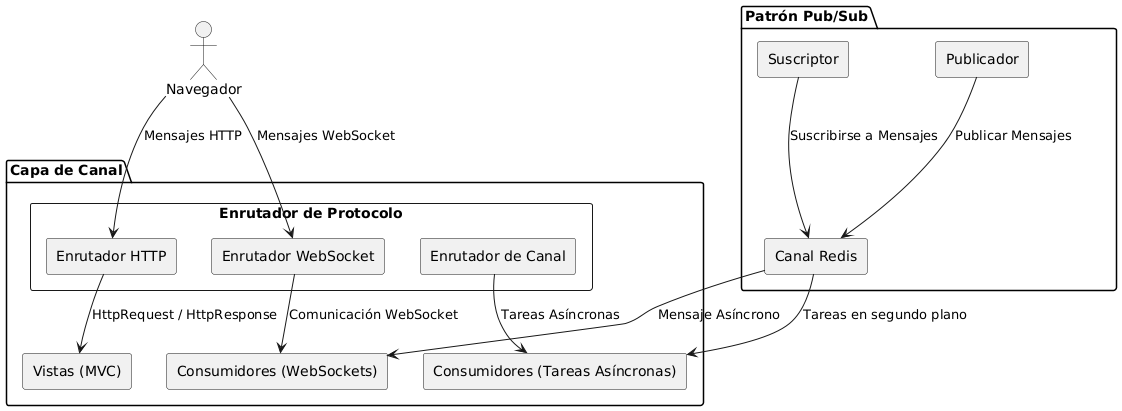 Patrón Pub/Sub
Suscriptor
Publicador
Navegador
Mensajes HTTP
Mensajes WebSocket
Suscribirse a Mensajes
Publicar Mensajes
Capa de Canal
Enrutador de Protocolo
Enrutador HTTP
Enrutador WebSocket
Enrutador de Canal
Canal Redis
HttpRequest / HttpResponse
Comunicación WebSocket
Tareas Asíncronas
Mensaje Asíncrono
Tareas en segundo plano
Vistas (MVC)
Consumidores (WebSockets)
Consumidores (Tareas Asíncronas)